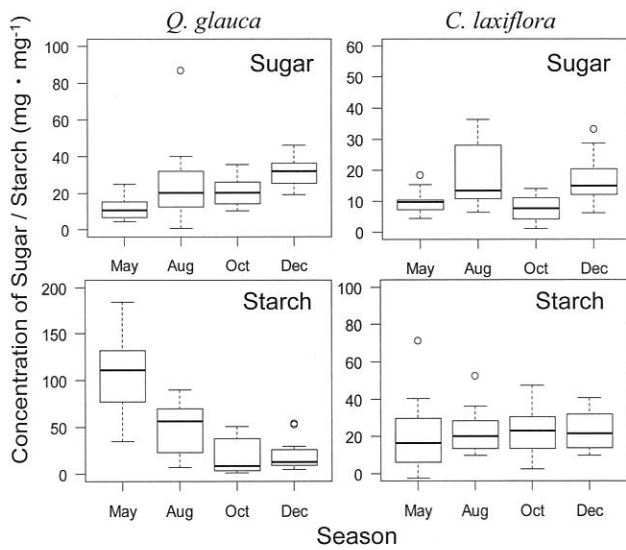 Q. glauca C. laxiflora
Concentration of Sugar / Starch (mg・mg⁻¹)
Sugar
100
80
60
40
20
0
May Aug Oct Dec
Sugar
60
50
40
30
20
10
0
May Aug Oct Dec
Starch
200
150
100
50
0
May Aug Oct Dec
Starch
100
80
60
40
20
0
May Aug Oct Dec
Season